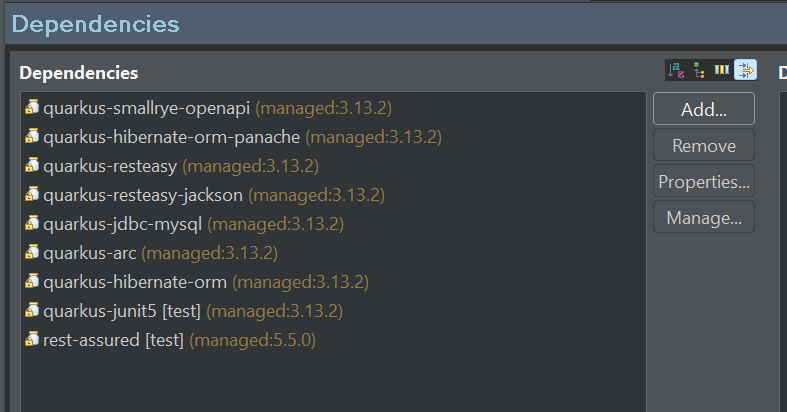 Dependencies
Dependencies
quarkus-smallrye-openapi (managed:3.13.2)
quarkus-hibernate-orm-panache (managed:3.13.2)
quarkus-resteasy (managed:3.13.2)
quarkus-resteasy-jackson (managed:3.13.2)
quarkus-jdbc-mysql (managed:3.13.2)
quarkus-arc (managed:3.13.2)
quarkus-hibernate-orm (managed:3.13.2)
quarkus-junit5 [test] (managed:3.13.2)
rest-assured [test] (managed:5.5.0)
Add...
Remove
Properties...
Manage...